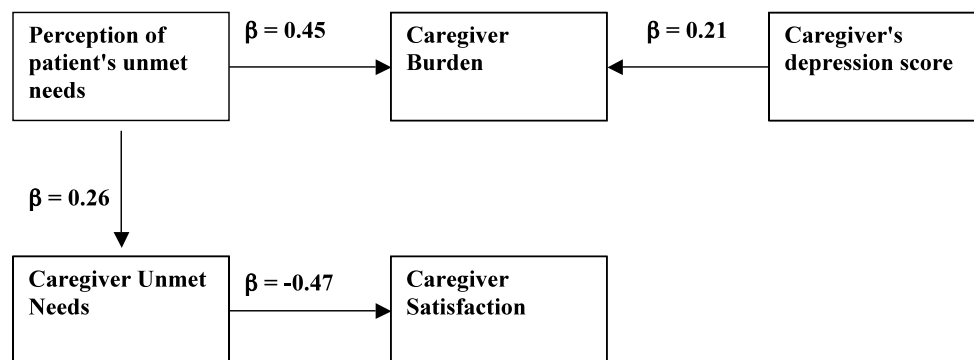 Perception of
patient's unmet
needs
β = 0.45
Caregiver
Burden
β = 0.21
Caregiver's
depression score
β = 0.26
Caregiver Unmet
Needs
β = -0.47
Caregiver
Satisfaction